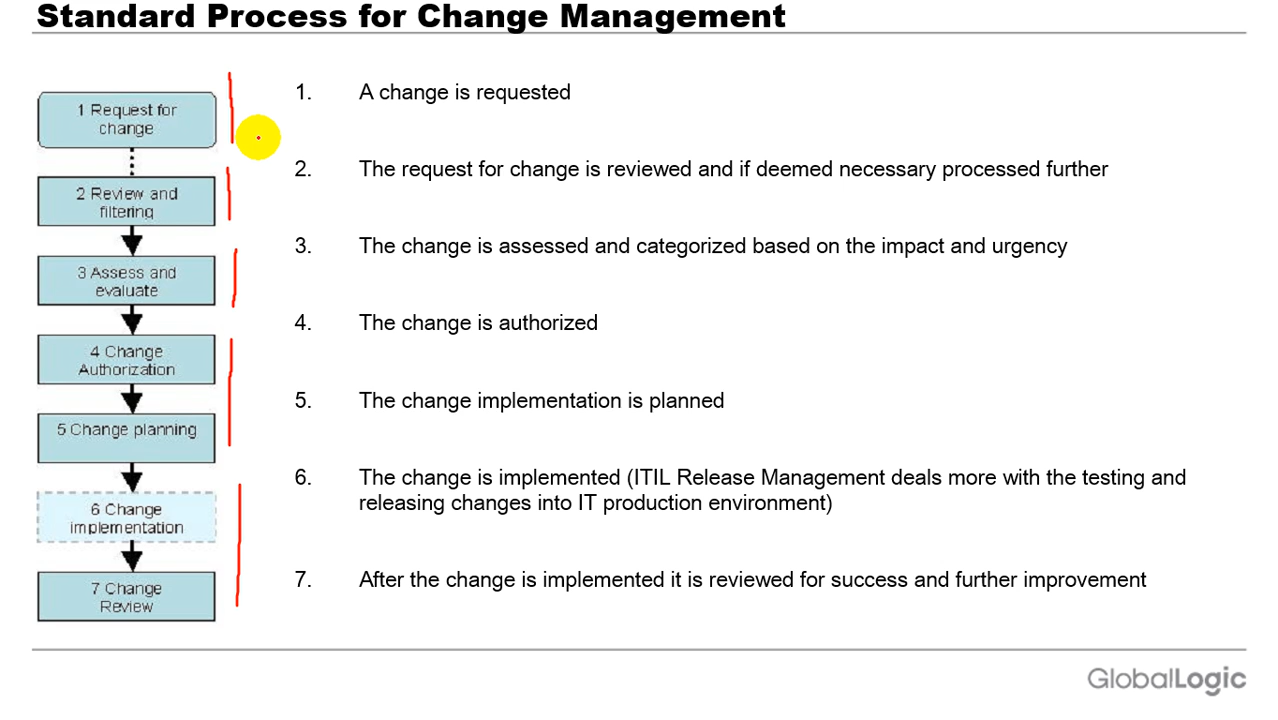 Standard Process for Change Management
1 Request for
change
2 Review and
filtering
3 Assess and
evaluate
4 Change
Authorization
5 Change planning
6 Change
implementation
7 Change
Review
1. A change is requested
2. The request for change is reviewed and if deemed necessary processed further
3. The change is assessed and categorized based on the impact and urgency
4. The change is authorized
5. The change implementation is planned
6. The change is implemented (ITIL Release Management deals more with the testing and
releasing changes into IT production environment)
7. After the change is implemented it is reviewed for success and further improvement
GlobalLogic